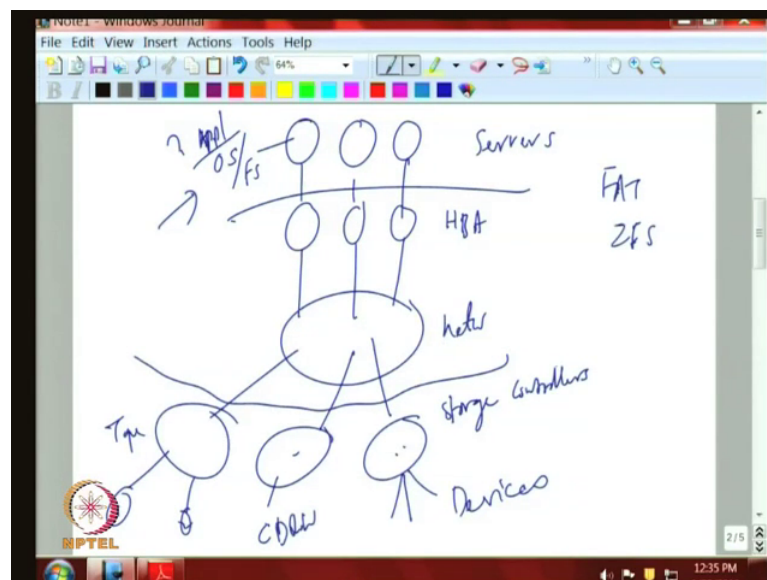 Note1 - Windows Journal
File Edit View Insert Actions Tools Help
64%
B I
? Appl
OS/FS
Servers
FAT
ZFS
HBA
Storage controllers
Tape
CDRW
Devices
NPTEL
2/5
12:35 PM